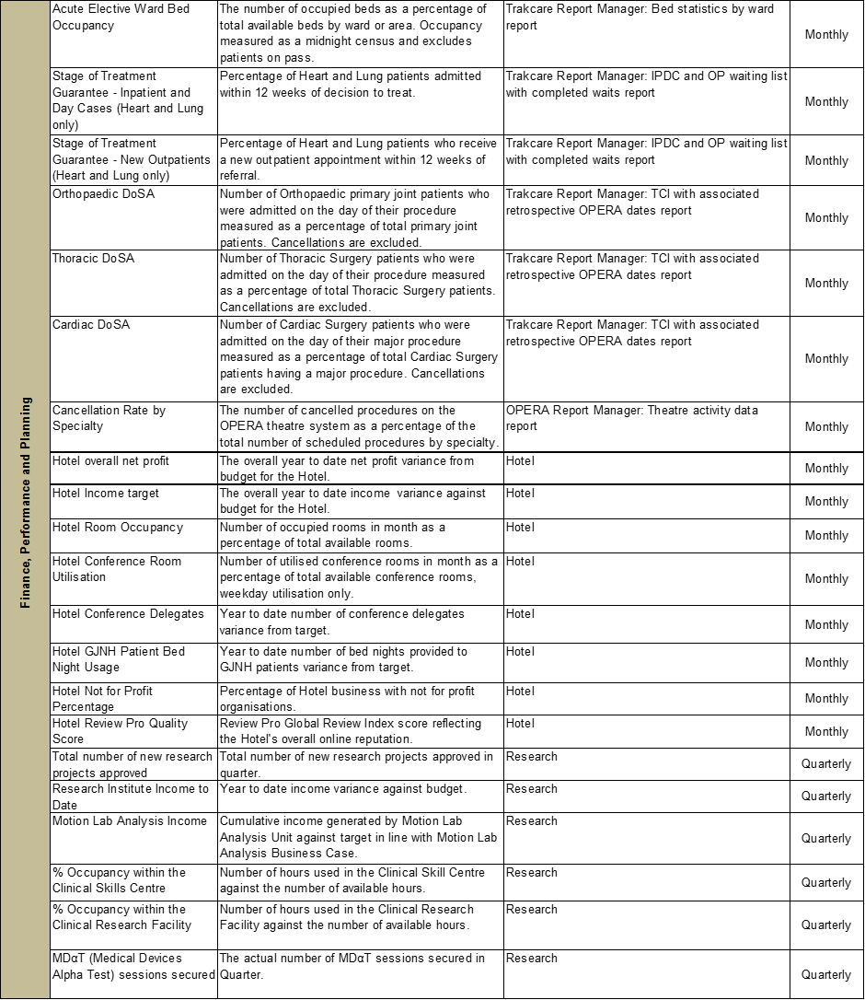 Finance, Performance and Planning
Acute Elective Ward Bed
Occupancy
The number of occupied beds as a percentage of
total available beds by ward or area. Occupancy
measured as a midnight census and excludes
patients on pass.
Trakcare Report Manager: Bed statistics by ward
report
Monthly
Stage of Treatment
Guarantee - Inpatient and
Day Cases (Heart and Lung
only)
Percentage of Heart and Lung patients admitted
within 12 weeks of decision to treat.
Trakcare Report Manager: IPDC and OP waiting list
with completed waits report
Monthly
Stage of Treatment
Guarantee - New Outpatients
(Heart and Lung only)
Percentage of Heart and Lung patients who receive
a new outpatient appointment within 12 weeks of
referral.
Trakcare Report Manager: IPDC and OP waiting list
with completed waits report
Monthly
Orthopaedic DoSA
Number of Orthopaedic primary joint patients who
were admitted on the day of their procedure
measured as a percentage of total primary joint
patients. Cancellations are excluded.
Trakcare Report Manager: TCI with associated
retrospective OPERA dates report
Monthly
Thoracic DoSA
Number of Thoracic Surgery patients who were
admitted on the day of their procedure measured
as a percentage of total Thoracic Surgery patients.
Cancellations are excluded.
Trakcare Report Manager: TCI with associated
retrospective OPERA dates report
Monthly
Cardiac DoSA
Number of Cardiac Surgery patients who were
admitted on the day of their major procedure
measured as a percentage of total Cardiac Surgery
patients having a major procedure. Cancellations
are excluded.
Trakcare Report Manager: TCI with associated
retrospective OPERA dates report
Monthly
Cancellation Rate by
Specialty
The number of cancelled procedures on the
OPERA theatre system as a percentage of the
total number of scheduled procedures by specialty.
OPERA Report Manager: Theatre activity data
report
Monthly
Hotel overall net profit
The overall year to date net profit variance from
budget for the Hotel.
Hotel
Monthly
Hotel Income target
The overall year to date income variance against
budget for the Hotel.
Hotel
Monthly
Hotel Room Occupancy
Number of occupied rooms in month as a
percentage of total available rooms.
Hotel
Monthly
Hotel Conference Room
Utilisation
Number of utilised conference rooms in month as a
percentage of total available conference rooms,
weekday utilisation only.
Hotel
Monthly
Hotel Conference Delegates
Year to date number of conference delegates
variance from target.
Hotel
Monthly
Hotel GJNH Patient Bed
Night Usage
Year to date number of bed nights provided to
GJNH patients variance from target.
Hotel
Monthly
Hotel Not for Profit
Percentage
Percentage of Hotel business with not for profit
organisations.
Hotel
Monthly
Hotel Review Pro Quality
Score
Review Pro Global Review Index score reflecting
the Hotel's overall online reputation.
Hotel
Monthly
Total number of new research
projects approved
Total number of new research projects approved in
quarter.
Research
Quarterly
Research Institute Income to
Date
Year to date income variance against budget.
Research
Quarterly
Motion Lab Analysis Income
Cumulative income generated by Motion Lab
Analysis Unit against target in line with Motion Lab
Analysis Business Case.
Research
Quarterly
% Occupancy within the
Clinical Skills Centre
Number of hours used in the Clinical Skill Centre
against the number of available hours.
Research
Quarterly
% Occupancy within the
Clinical Research Facility
Number of hours used in the Clinical Research
Facility against the number of available hours.
Research
Quarterly
MDαT (Medical Devices
Alpha Test) sessions secured
The actual number of MDαT sessions secured in
Quarter.
Research
Quarterly